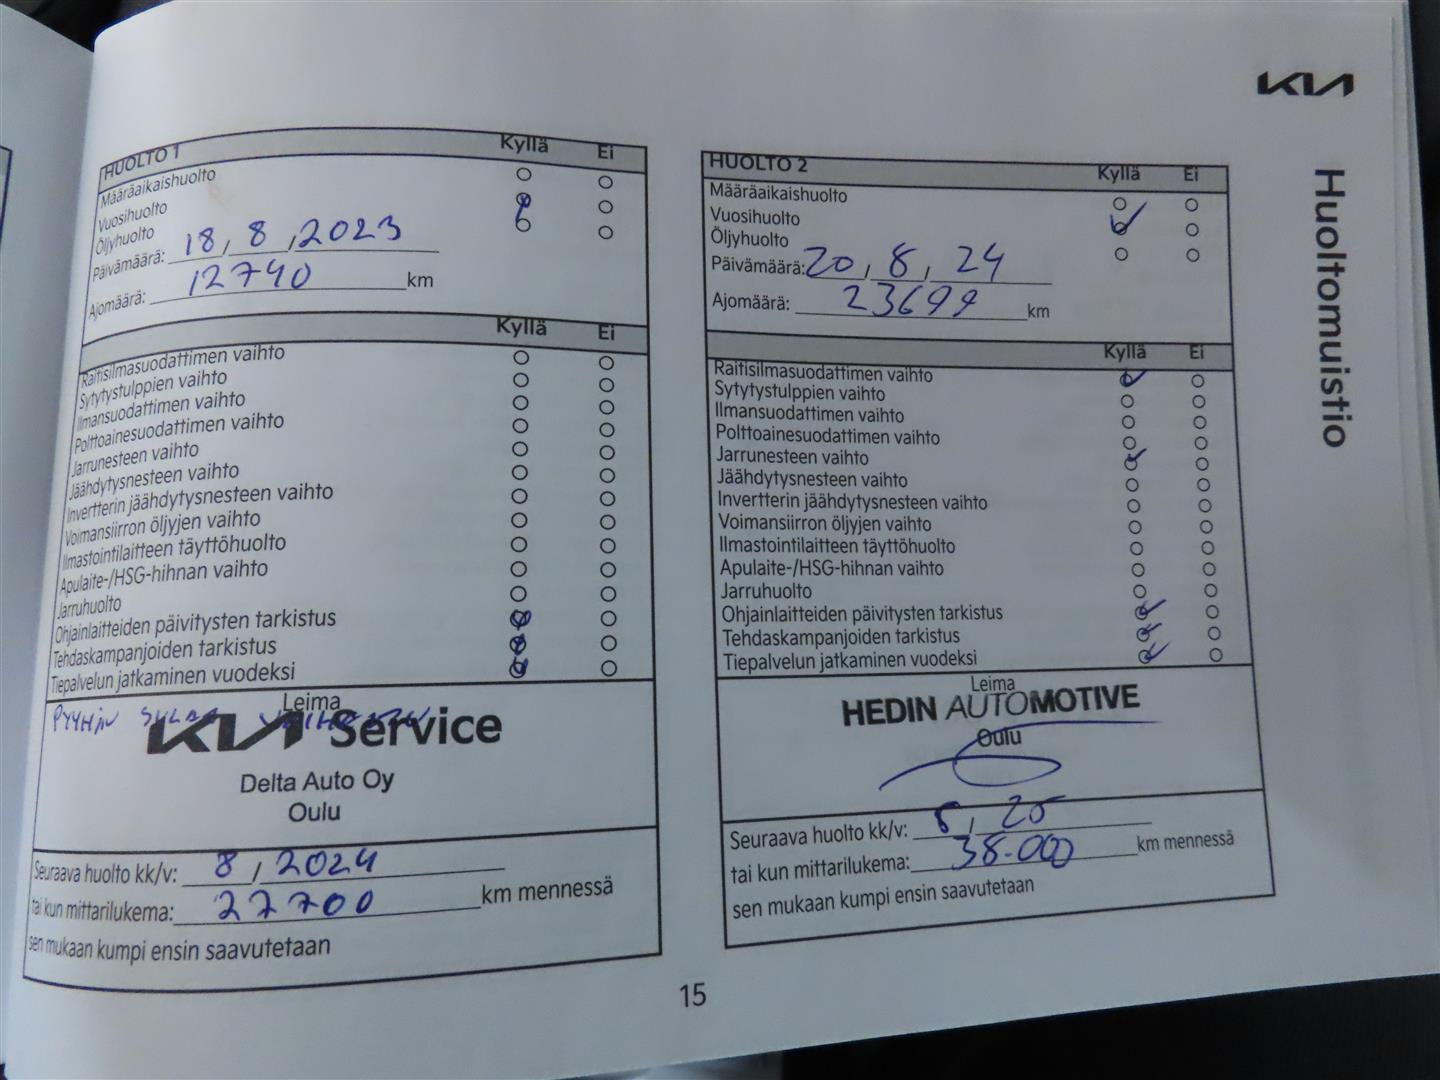 KIA
Huoltomuistio
HUOLTO 1 Kyllä Ei
Määräaikaishuolto
Vuosihuolto
Öljyhuolto
Päivämäärä: 18, 8, 2023
Ajomäärä: 12740 km
Kyllä Ei
Raitisilmasuodattimen vaihto
Sytytystulppien vaihto
Ilmansuodattimen vaihto
Polttoainesuodattimen vaihto
Jarrunesteen vaihto
Jäähdytysnesteen vaihto
Invertterin jäähdytysnesteen vaihto
Voimansiirron öljyjen vaihto
Ilmastointilaitteen täyttöhuolto
Apulaite-/HSG-hihnan vaihto
Jarruhuolto
Ohjainlaitteiden päivitysten tarkistus
Tehdaskampanjoiden tarkistus
Tiepalvelun jatkaminen vuodeksi
Leima
KIA Service
Delta Auto Oy
Oulu
Seuraava huolto kk/v: 8, 2024
tai kun mittarilukema: 27700 km mennessä
sen mukaan kumpi ensin saavutetaan
HUOLTO 2 Kyllä Ei
Määräaikaishuolto
Vuosihuolto
Öljyhuolto
Päivämäärä: 20, 8, 24
Ajomäärä: 23699 km
Kyllä Ei
Raitisilmasuodattimen vaihto
Sytytystulppien vaihto
Ilmansuodattimen vaihto
Polttoainesuodattimen vaihto
Jarrunesteen vaihto
Jäähdytysnesteen vaihto
Invertterin jäähdytysnesteen vaihto
Voimansiirron öljyjen vaihto
Ilmastointilaitteen täyttöhuolto
Apulaite-/HSG-hihnan vaihto
Jarruhuolto
Ohjainlaitteiden päivitysten tarkistus
Tehdaskampanjoiden tarkistus
Tiepalvelun jatkaminen vuodeksi
Leima
HEDIN AUTOMOTIVE
Oulu
Seuraava huolto kk/v: 8, 25
tai kun mittarilukema: 38.000 km mennessä
sen mukaan kumpi ensin saavutetaan
15